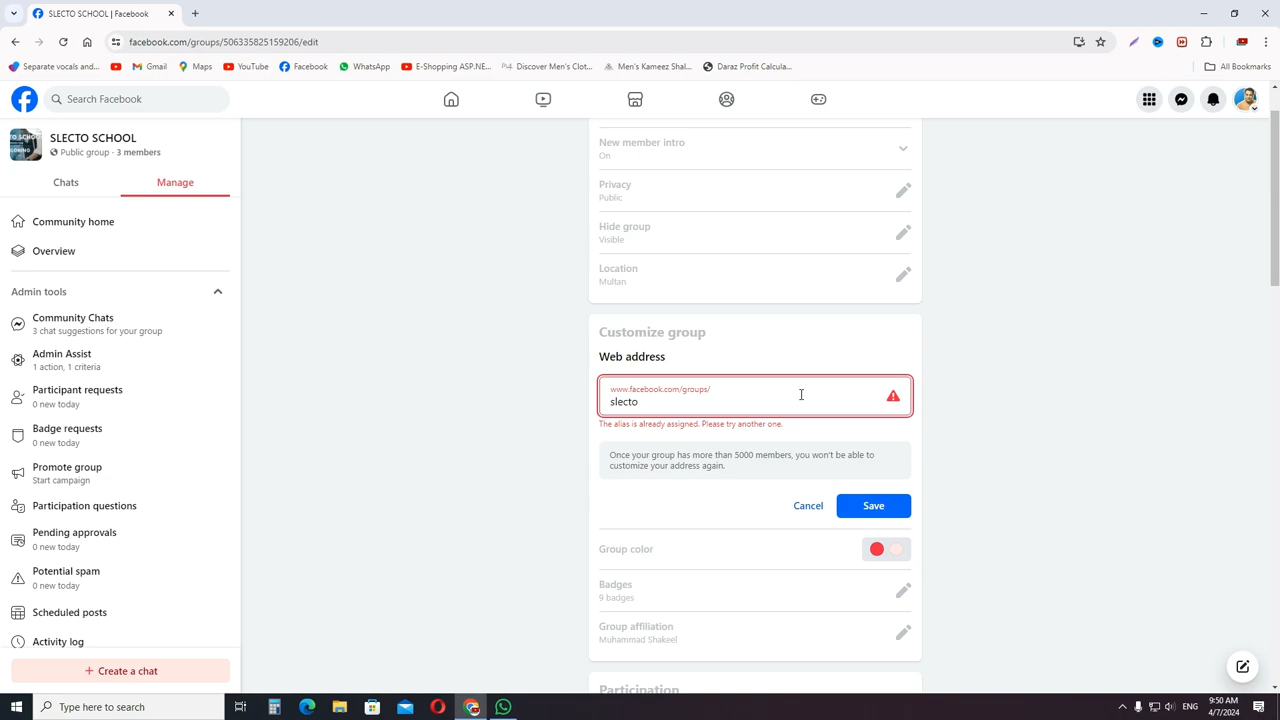 SLECTO SCHOOL | Facebook
facebook.com/groups/506335825159206/edit
Separate vocals and...
Gmail
Maps
YouTube
Facebook
WhatsApp
E-Shopping ASP.NE...
Discover Men's Clot...
Men's Kameez Shal...
Daraz Profit Calcula...
All Bookmarks
Search Facebook
SLECTO SCHOOL
Public group · 3 members
Chats
Manage
Community home
Overview
Admin tools
Community Chats
3 chat suggestions for your group
Admin Assist
1 action, 1 criteria
Participant requests
0 new today
Badge requests
0 new today
Promote group
Start campaign
Participation questions
Pending approvals
0 new today
Potential spam
0 new today
Scheduled posts
Activity log
+ Create a chat
New member intro
On
Privacy
Public
Hide group
Visible
Location
Multan
Customize group
Web address
www.facebook.com/groups/
slecto
The alias is already assigned. Please try another one.
Once your group has more than 5000 members, you won't be able to
customize your address again.
Cancel
Save
Group color
Badges
9 badges
Group affiliation
Muhammad Shakeel
Participation
Type here to search
ENG
9:50 AM
4/7/2024